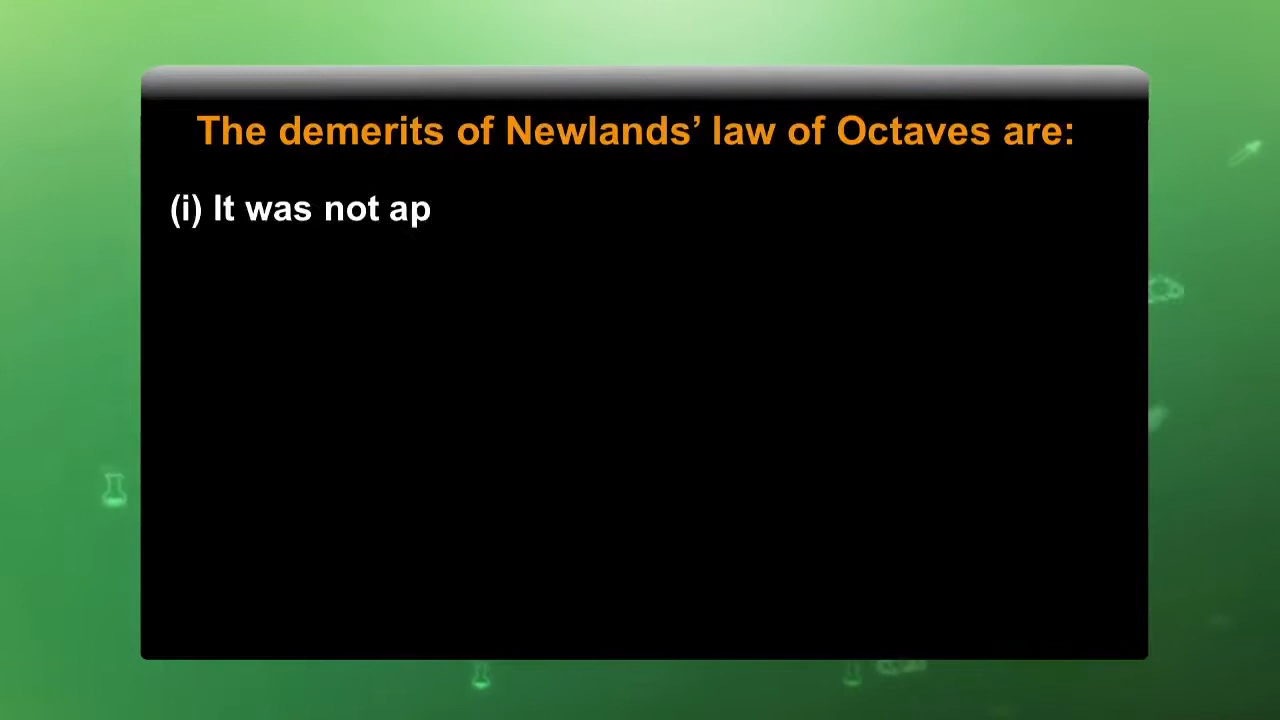 The demerits of Newlands’ law of Octaves are:
(i) It was not ap